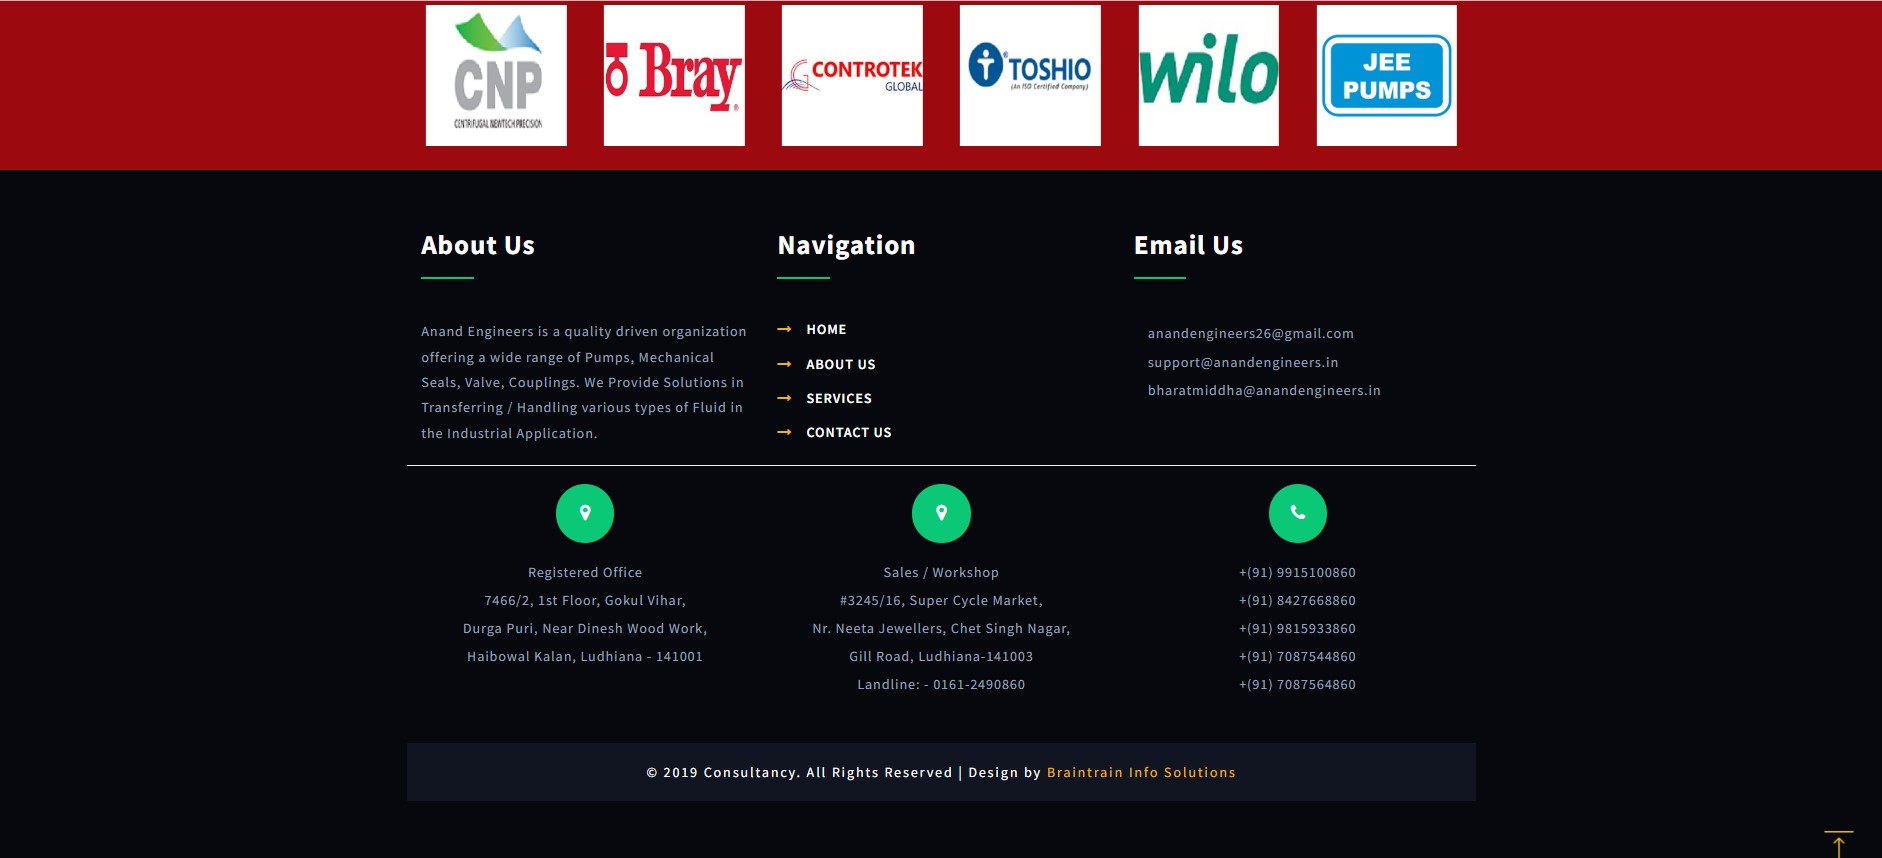 CNP
CENTRIFUGAL NEWTECH PRECISION
Bray
CONTROTEK
GLOBAL
TOSHIO
(An ISO Certified Company)
wilo
JEE
PUMPS
About Us
Anand Engineers is a quality driven organization
offering a wide range of Pumps, Mechanical
Seals, Valve, Couplings. We Provide Solutions in
Transferring / Handling various types of Fluid in
the Industrial Application.
Navigation
HOME
ABOUT US
SERVICES
CONTACT US
Email Us
anandengineers26@gmail.com
support@anandengineers.in
bharatmiddha@anandengineers.in
Registered Office
7466/2, 1st Floor, Gokul Vihar,
Durga Puri, Near Dinesh Wood Work,
Haibowal Kalan, Ludhiana - 141001
Sales / Workshop
#3245/16, Super Cycle Market,
Nr. Neeta Jewellers, Chet Singh Nagar,
Gill Road, Ludhiana-141003
Landline: - 0161-2490860
+(91) 9915100860
+(91) 8427668860
+(91) 9815933860
+(91) 7087544860
+(91) 7087564860
© 2019 Consultancy. All Rights Reserved | Design by Braintrain Info Solutions